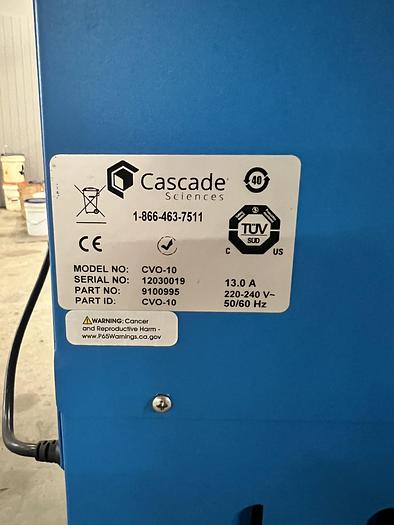 Cascade
Sciences
40
1-866-463-7511
CE
TÜV
SÜD
C US
MODEL NO: CVO-10
SERIAL NO: 12030019
PART NO: 9100995
PART ID: CVO-10
13.0 A
220-240 V~
50/60 Hz
WARNING: Cancer
and Reproductive Harm -
www.P65Warnings.ca.gov